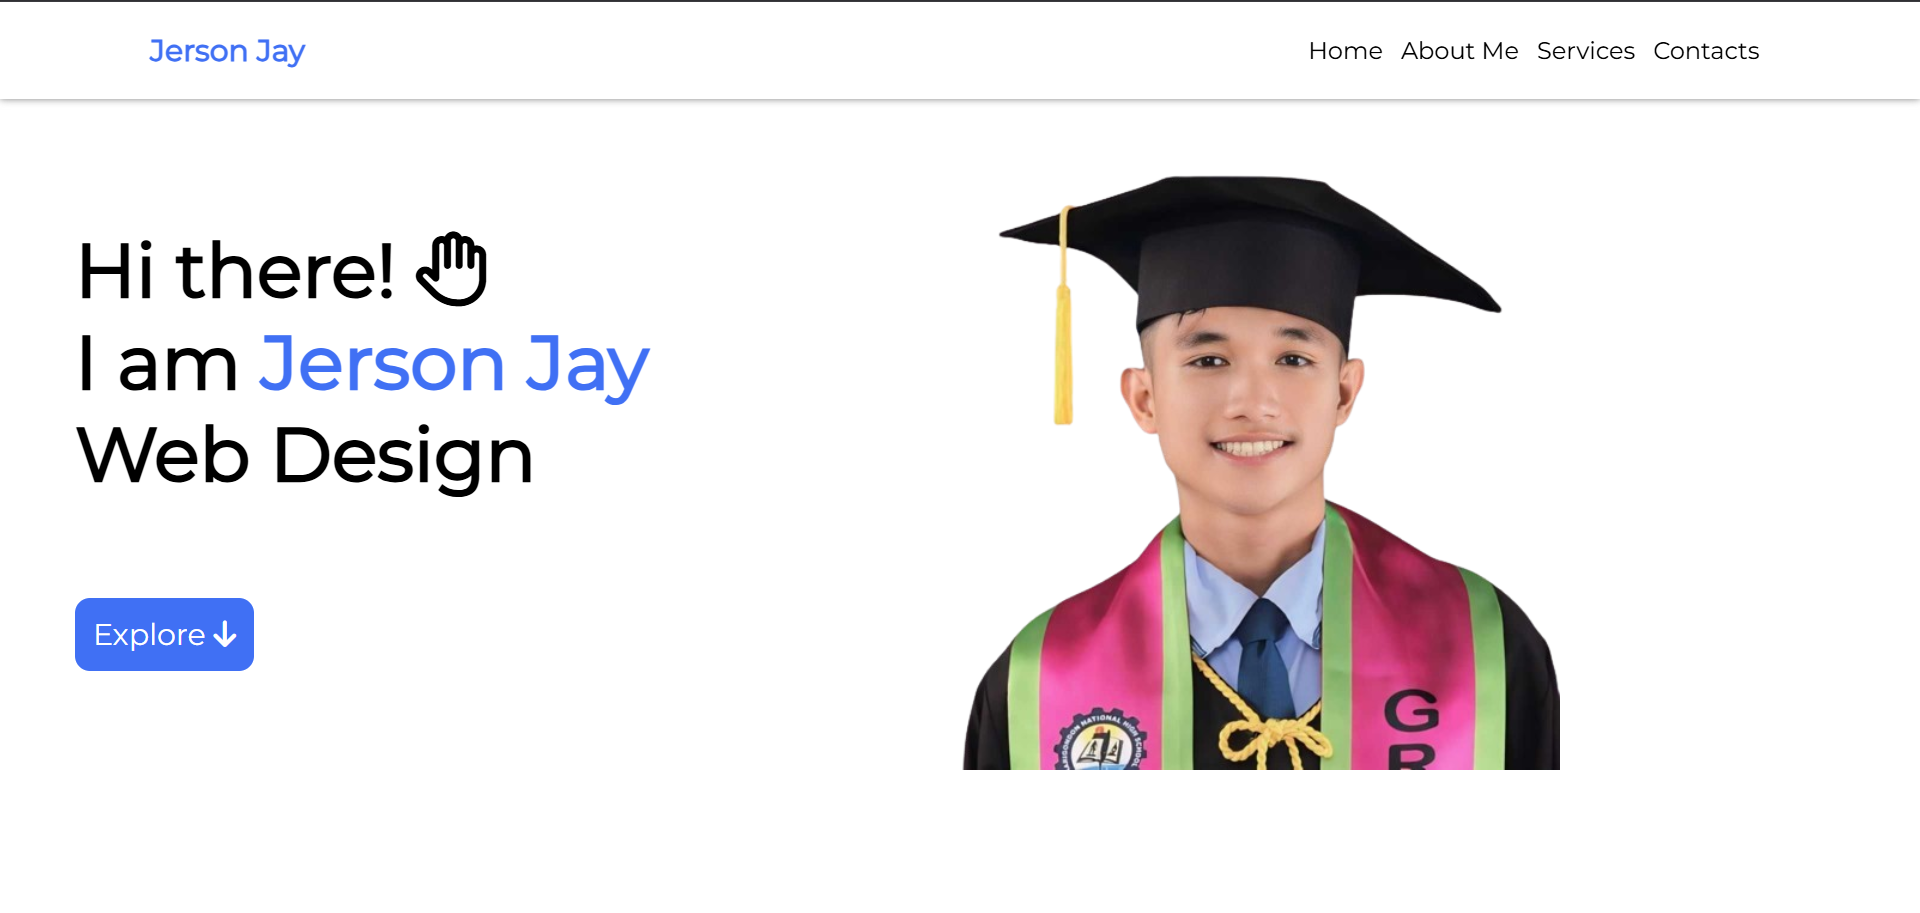 Jerson Jay
Home About Me Services Contacts
Hi there!
I am Jerson Jay
Web Design
Explore
NATIONAL HIGH SCHOOL
G
R